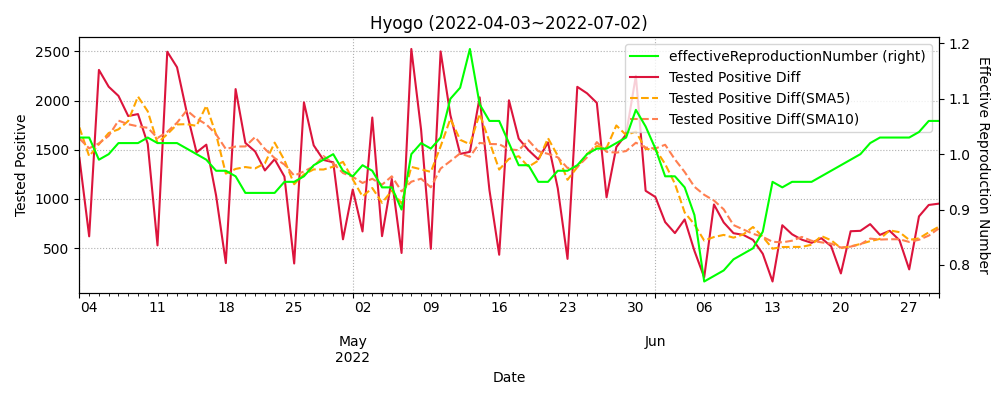 Hyogo (2022-04-03~2022-07-02)
effectiveReproductionNumber (right)
Tested Positive Diff
Tested Positive Diff(SMA5)
Tested Positive Diff(SMA10)
Tested Positive
2500
2000
1500
1000
500
1.2
1.1
1.0
0.9
0.8
Effective Reproduction Number
04 11 18 25 02 09 16 23 30 06 13 20 27
May Jun
2022
Date